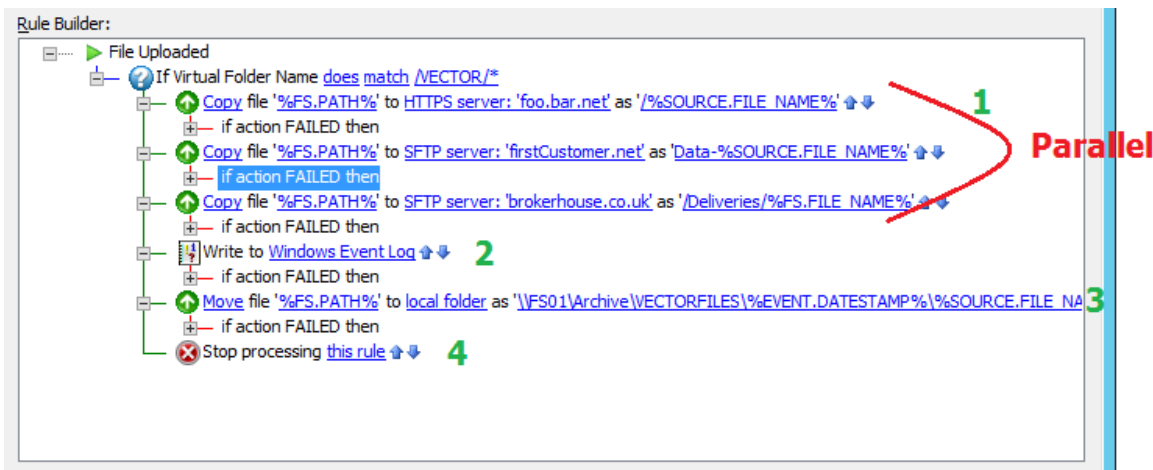 Rule Builder:
File Uploaded
If Virtual Folder Name does match /VECTOR/*
Copy file '%FS.PATH%' to HTTPS server: 'foo.bar.net' as '/%SOURCE.FILE_NAME%' 1
if action FAILED then
Parallel
Copy file '%FS.PATH%' to SFTP server: 'firstCustomer.net' as 'Data-%SOURCE.FILE_NAME%'
if action FAILED then
Copy file '%FS.PATH%' to SFTP server: 'brokerhouse.co.uk' as '/Deliveries/%FS.FILE_NAME%'
if action FAILED then
Write to Windows Event Log 2
if action FAILED then
Move file '%FS.PATH%' to local folder as '\\FS01\Archive\VECTORFILES\%EVENT.DATESTAMP%\%SOURCE.FILE_NA 3
if action FAILED then
Stop processing this rule 4